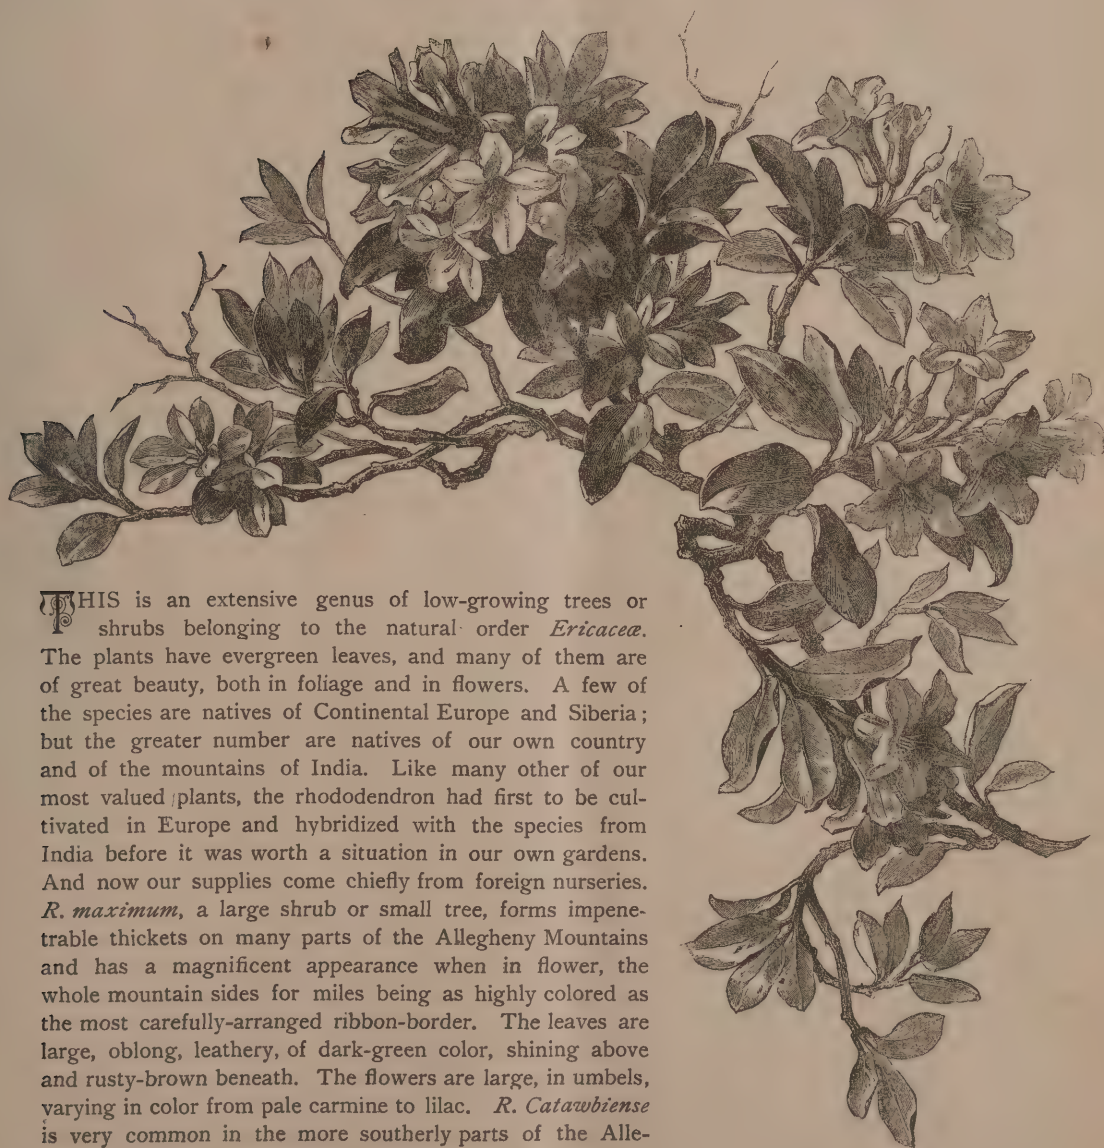 THIS is an extensive genus of low-growing trees or
shrubs belonging to the natural order Ericaceæ.
The plants have evergreen leaves, and many of them are
of great beauty, both in foliage and in flowers. A few of
the species are natives of Continental Europe and Siberia;
but the greater number are natives of our own country
and of the mountains of India. Like many other of our
most valued plants, the rhododendron had first to be cul-
tivated in Europe and hybridized with the species from
India before it was worth a situation in our own gardens.
And now our supplies come chiefly from foreign nurseries.
R. maximum, a large shrub or small tree, forms impene-
trable thickets on many parts of the Allegheny Mountains
and has a magnificent appearance when in flower, the
whole mountain sides for miles being as highly colored as
the most carefully-arranged ribbon-border. The leaves are
large, oblong, leathery, of dark-green color, shining above
and rusty-brown beneath. The flowers are large, in umbels,
varying in color from pale carmine to lilac. R. Catawbiense
is very common in the more southerly parts of the Alle-